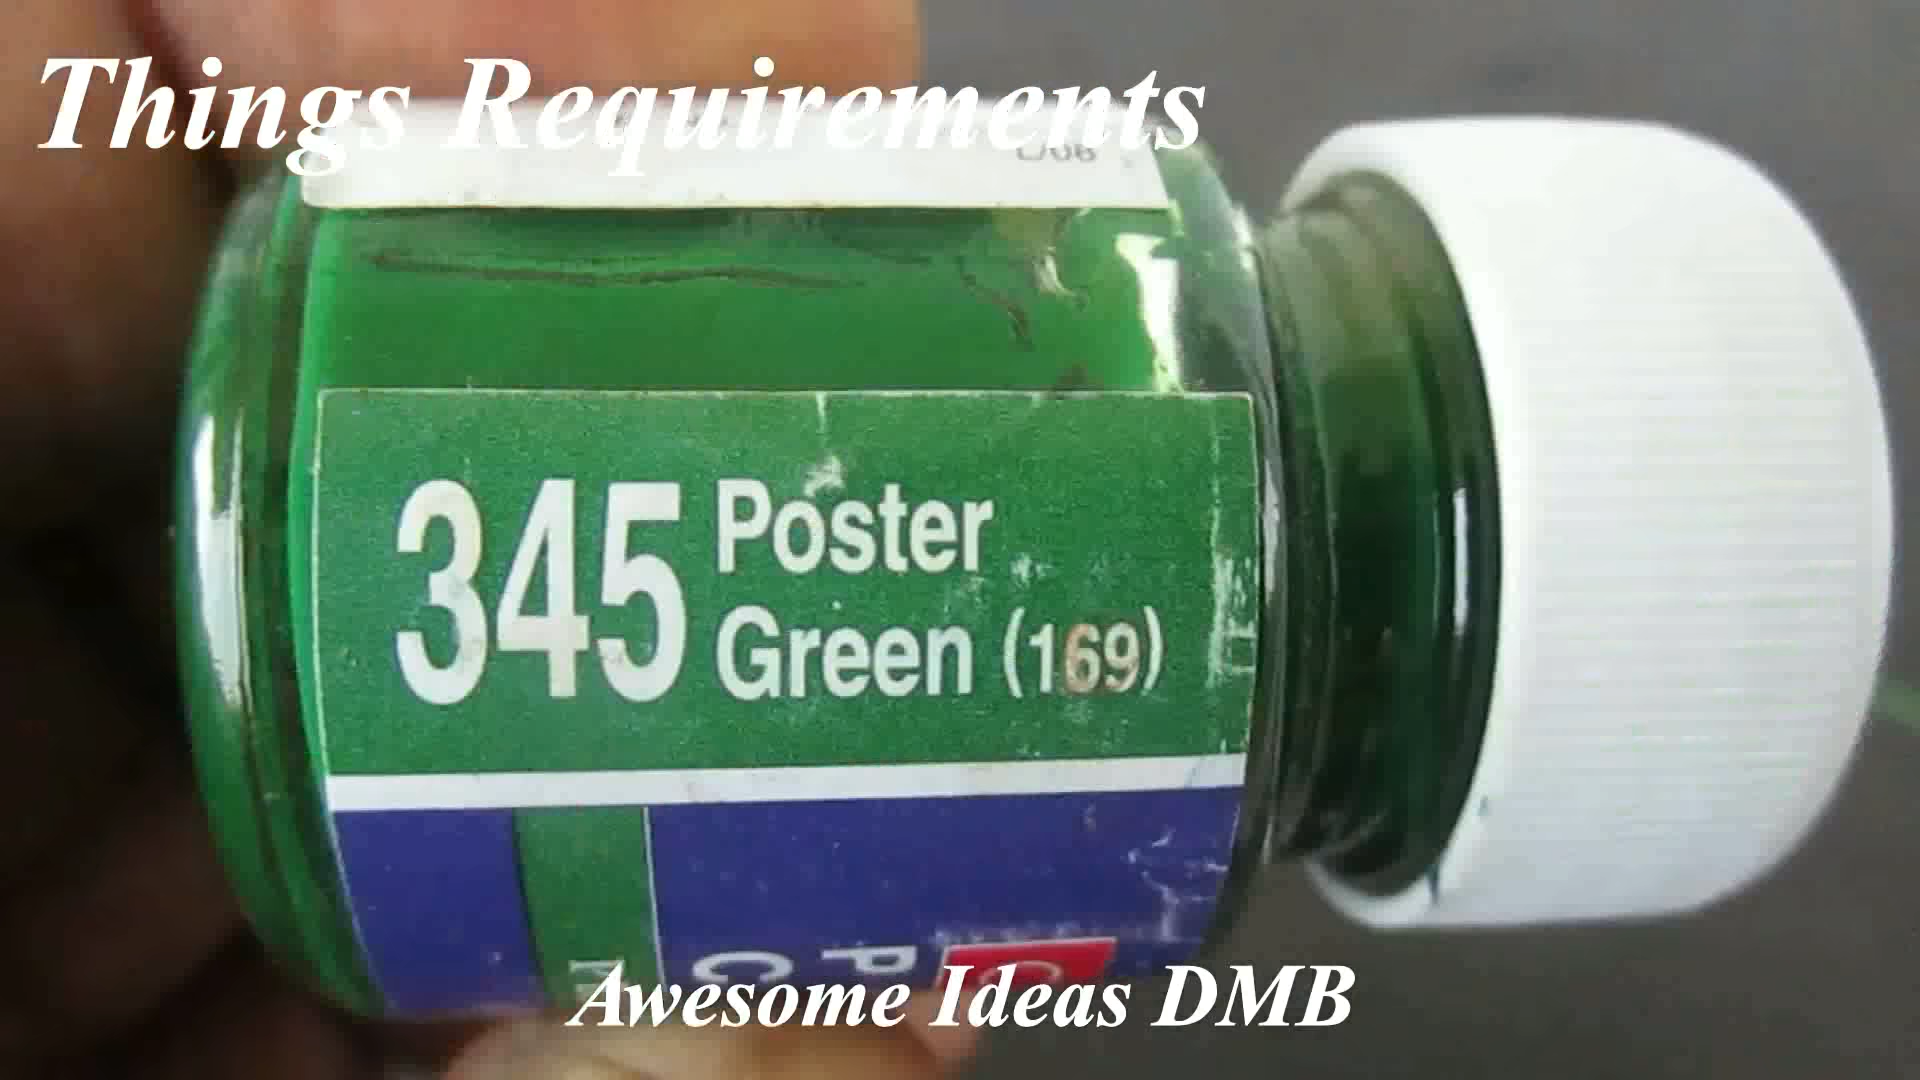 Things Requirements
345 Poster
Green (169)
Awesome Ideas DMB